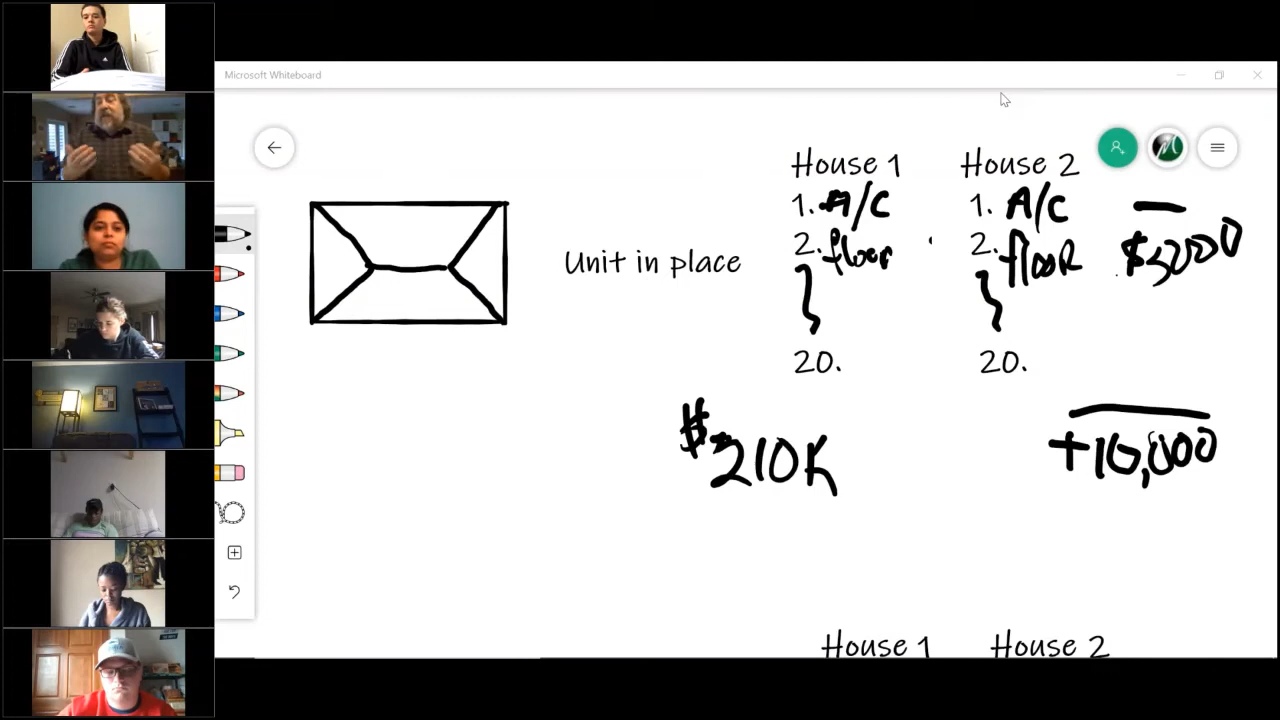 Microsoft Whiteboard
House 1 House 2
1. A/C 1. A/C —
Unit in place 2. floor 2. flooR $3000
20. 20.
$210K +10,000
House 1 House 2